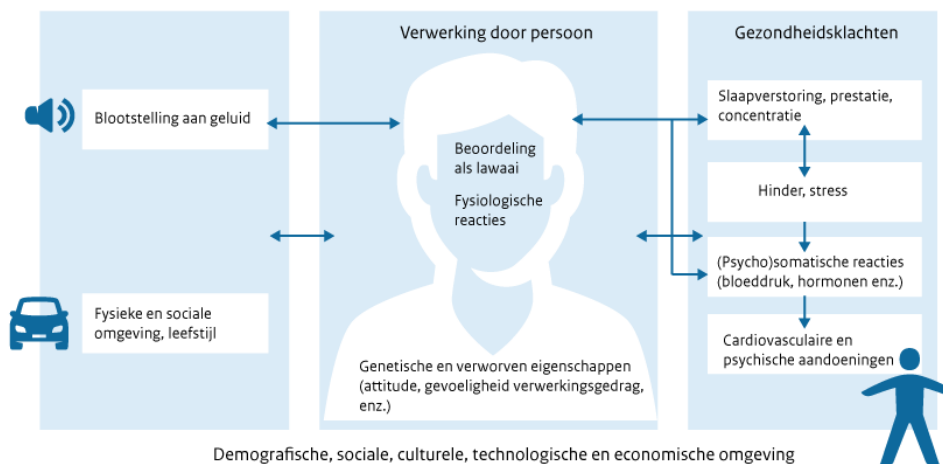 Verwerking door persoon
Gezondheidsklachten
Blootstelling aan geluid
Fysieke en sociale
omgeving, leefstijl
Beoordeling
als lawaai
Fysiologische
reacties
Genetische en verworven eigenschappen
(attitude, gevoeligheid verwerkingsgedrag,
enz.)
Slaapverstoring, prestatie,
concentratie
Hinder, stress
(Psycho)somatische reacties
(bloeddruk, hormonen enz.)
Cardiovasculaire en
psychische aandoeningen
Demografische, sociale, culturele, technologische en economische omgeving